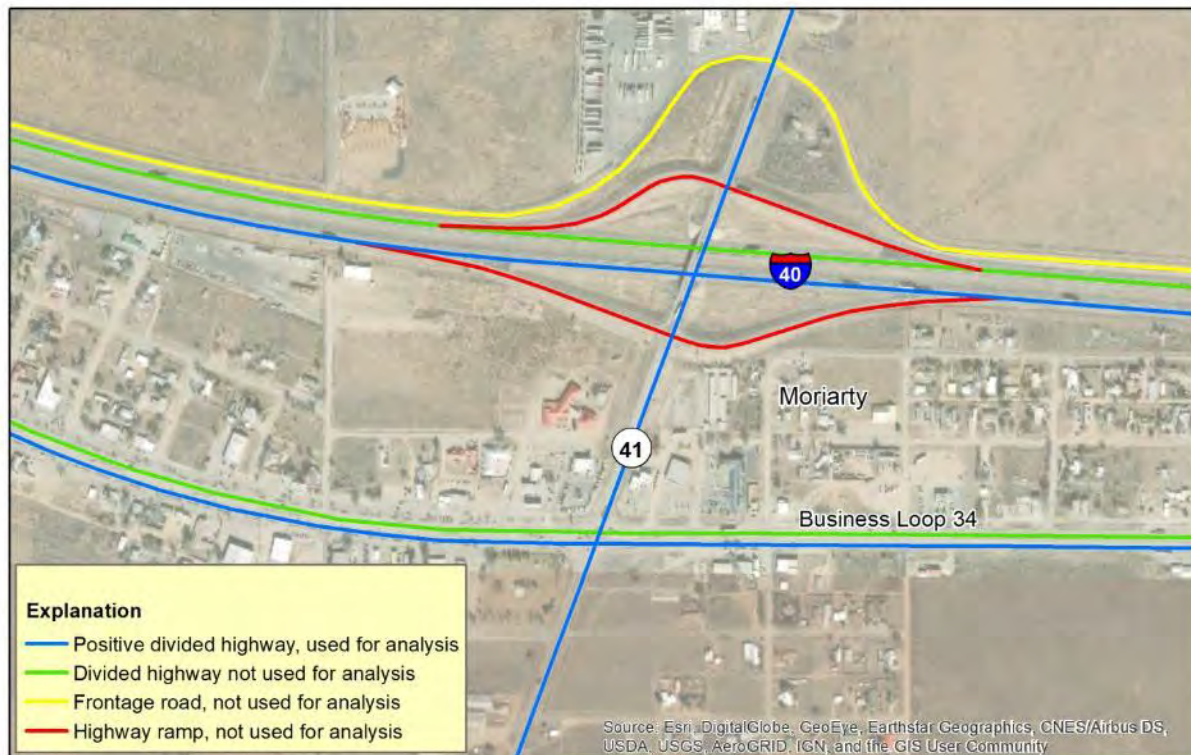 40
Moriarty
41
Business Loop 34
Explanation
Positive divided highway, used for analysis
Divided highway not used for analysis
Frontage road, not used for analysis
Highway ramp, not used for analysis
Source: Esri, DigitalGlobe, GeoEye, Earthstar Geographics, CNES/Airbus DS,
USDA, USGS, AeroGRID, IGN, and the GIS User Community